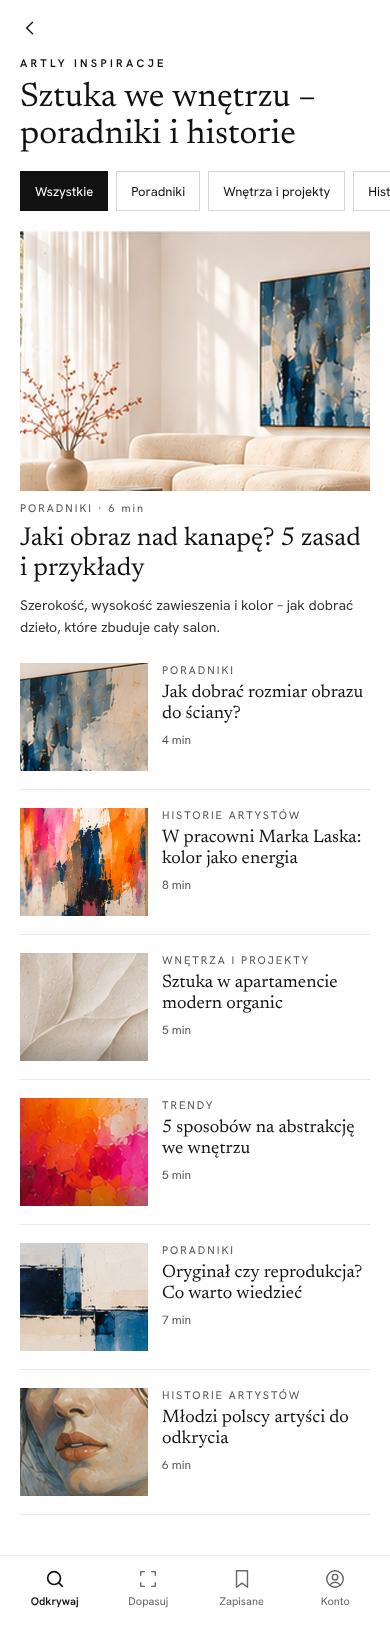 ARTLY INSPIRACJE
Sztuka we wnętrzu –
poradniki i historie
Wszystkie
Poradniki
Wnętrza i projekty
Hist
PORADNIKI · 6 min
Jaki obraz nad kanapę? 5 zasad
i przykłady
Szerokość, wysokość zawieszenia i kolor – jak dobrać
dzieło, które zbuduje cały salon.
PORADNIKI
Jak dobrać rozmiar obrazu
do ściany?
4 min
HISTORIE ARTYSTÓW
W pracowni Marka Laska:
kolor jako energia
8 min
WNĘTRZA I PROJEKTY
Sztuka w apartamencie
modern organic
5 min
TRENDY
5 sposobów na abstrakcję
we wnętrzu
5 min
PORADNIKI
Oryginał czy reprodukcja?
Co warto wiedzieć
7 min
HISTORIE ARTYSTÓW
Młodzi polscy artyści do
odkrycia
6 min
Odkrywaj
Dopasuj
Zapisane
Konto